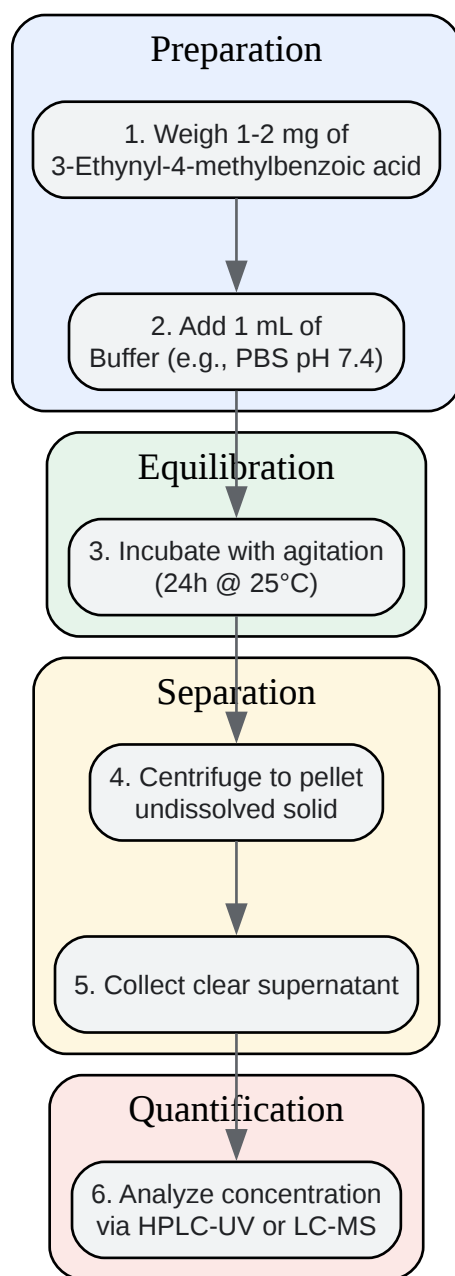 Preparation
1. Weigh 1-2 mg of
3-Ethynyl-4-methylbenzoic acid
2. Add 1 mL of
Buffer (e.g., PBS pH 7.4)
Equilibration
3. Incubate with agitation
(24h @ 25°C)
Separation
4. Centrifuge to pellet
undissolved solid
5. Collect clear supernatant
Quantification
6. Analyze concentration
via HPLC-UV or LC-MS